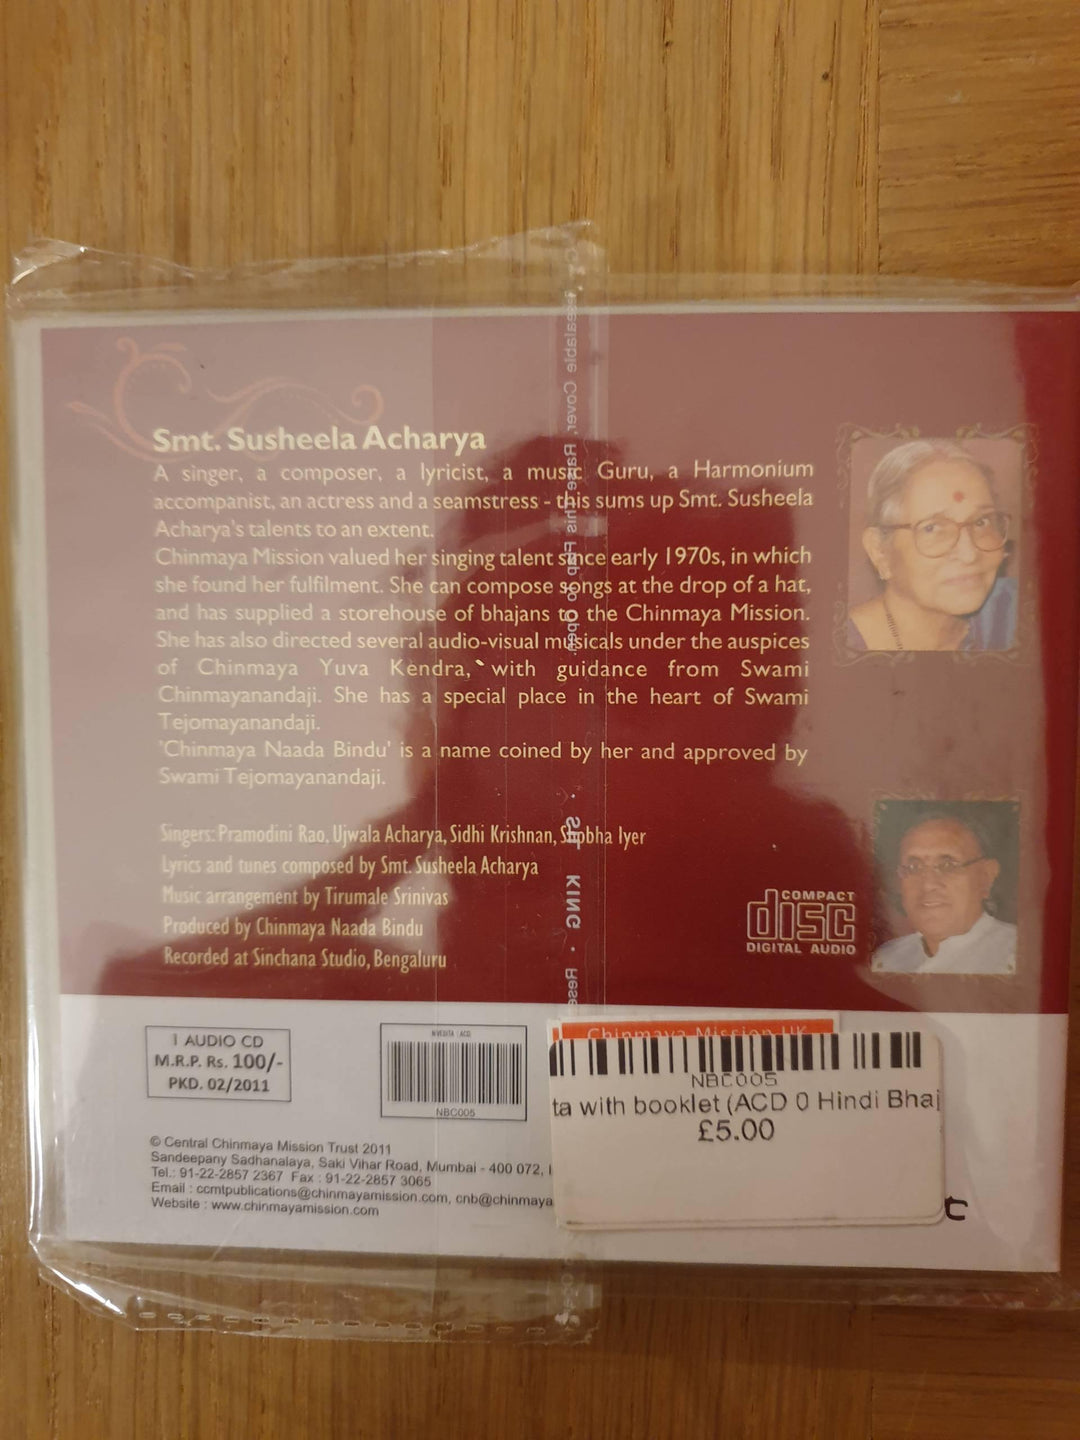 Smt. Susheela Acharya
A singer, a composer, a lyricist, a music Guru, a Harmonium
accompanist, an actress and a seamstress - this sums up Smt. Susheela
Acharya's talents to an extent.
Chinmaya Mission valued her singing talent since early 1970s, in which
she found her fulfilment. She can compose songs at the drop of a hat,
and has supplied a storehouse of bhajans to the Chinmaya Mission.
She has also directed several audio-visual musicals under the auspices
of Chinmaya Yuva Kendra, with guidance from Swami
Chinmayanandaji. She has a special place in the heart of Swami
Tejomayanandaji.
'Chinmaya Naada Bindu' is a name coined by her and approved by
Swami Tejomayanandaji.
Singers: Pramodini Rao, Ujwala Acharya, Sidhi Krishnan, Shobha Iyer
Lyrics and tunes composed by Smt. Susheela Acharya
Music arrangement by Tirumale Srinivas
Produced by Chinmaya Naada Bindu
Recorded at Sinchana Studio, Bengaluru
COMPACT
disc
DIGITAL AUDIO
1 AUDIO CD
M.R.P. Rs. 100/-
PKD. 02/2011
NIVEDITA : ACD
NBC005
Chinmaya Mission UK
NBC005
ta with booklet (ACD 0 Hindi Bhaj
£5.00
© Central Chinmaya Mission Trust 2011
Sandeepany Sadhanalaya, Saki Vihar Road, Mumbai - 400 072, I
Tel.: 91-22-2857 2367 Fax : 91-22-2857 3065
Email : ccmtpublications@chinmayamission.com, cnb@chinmaya
Website : www.chinmayamission.com
Cover, Raise This Flap To Open.
KING